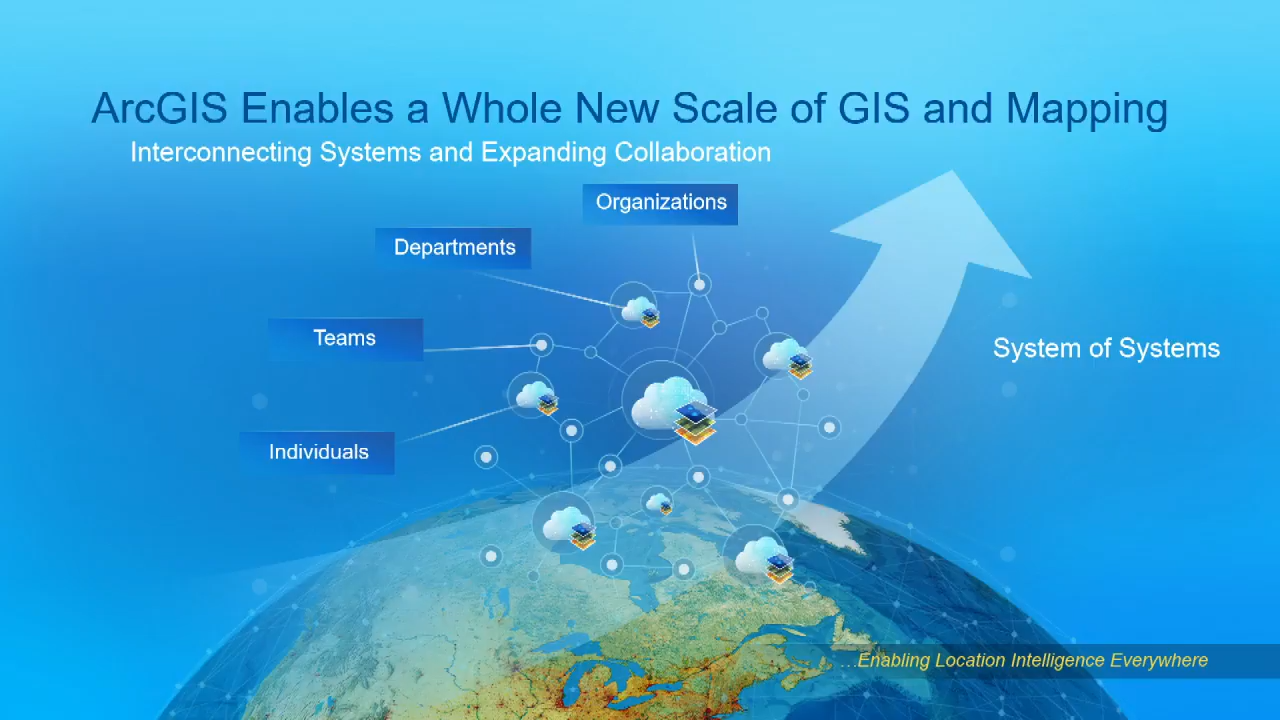 ArcGIS Enables a Whole New Scale of GIS and Mapping
Interconnecting Systems and Expanding Collaboration
Organizations
Departments
Teams
System of Systems
Individuals
...Enabling Location Intelligence Everywhere